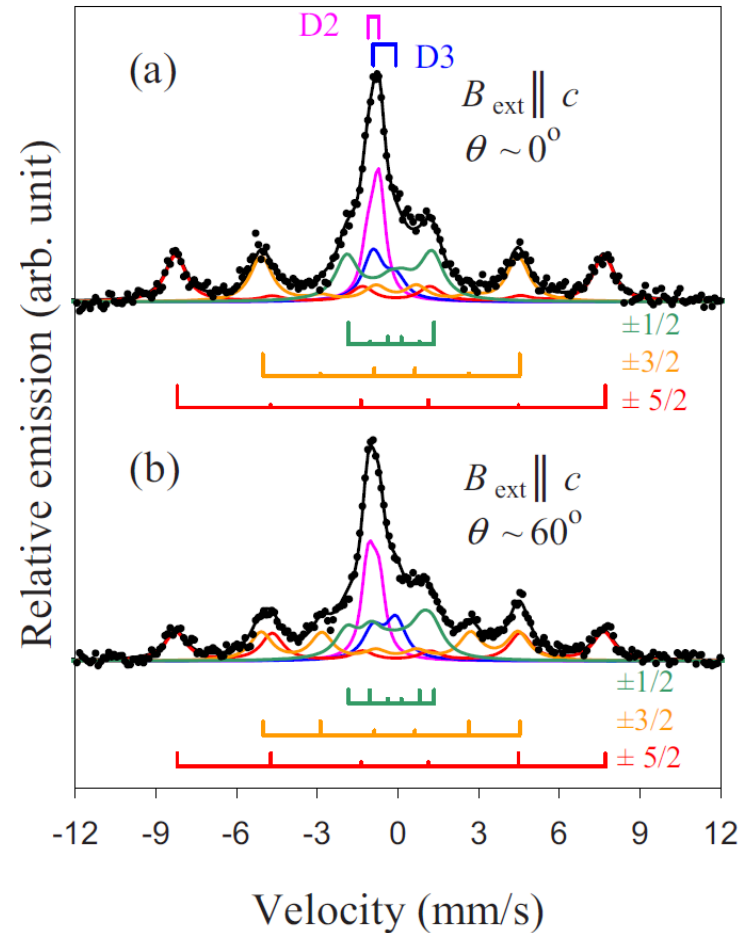 D2
D3
(a)
B ext ∥ c
θ ~ 0°
±1/2
±3/2
± 5/2
(b)
B ext ∥ c
θ ~ 60°
±1/2
±3/2
± 5/2
Relative emission (arb. unit)
-12 -9 -6 -3 0 3 6 9 12
Velocity (mm/s)